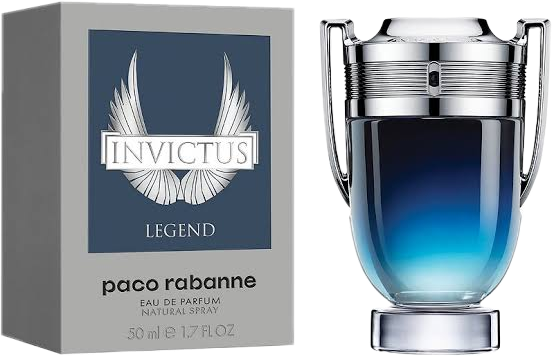 INVICTUS
LEGEND
paco rabanne
EAU DE PARFUM
NATURAL SPRAY
50 ml e 1.7 FL OZ